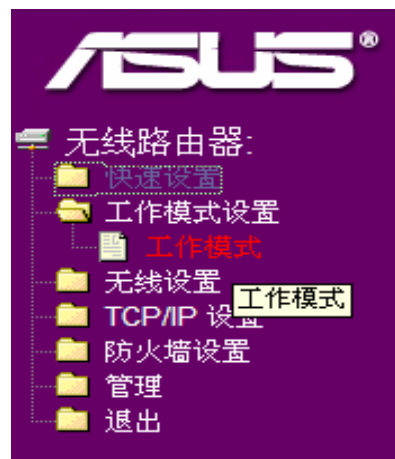 ASUS®
无线路由器:
快速设置
工作模式设置
工作模式
无线设置
工作模式
TCP/IP 设置
防火墙设置
管理
退出